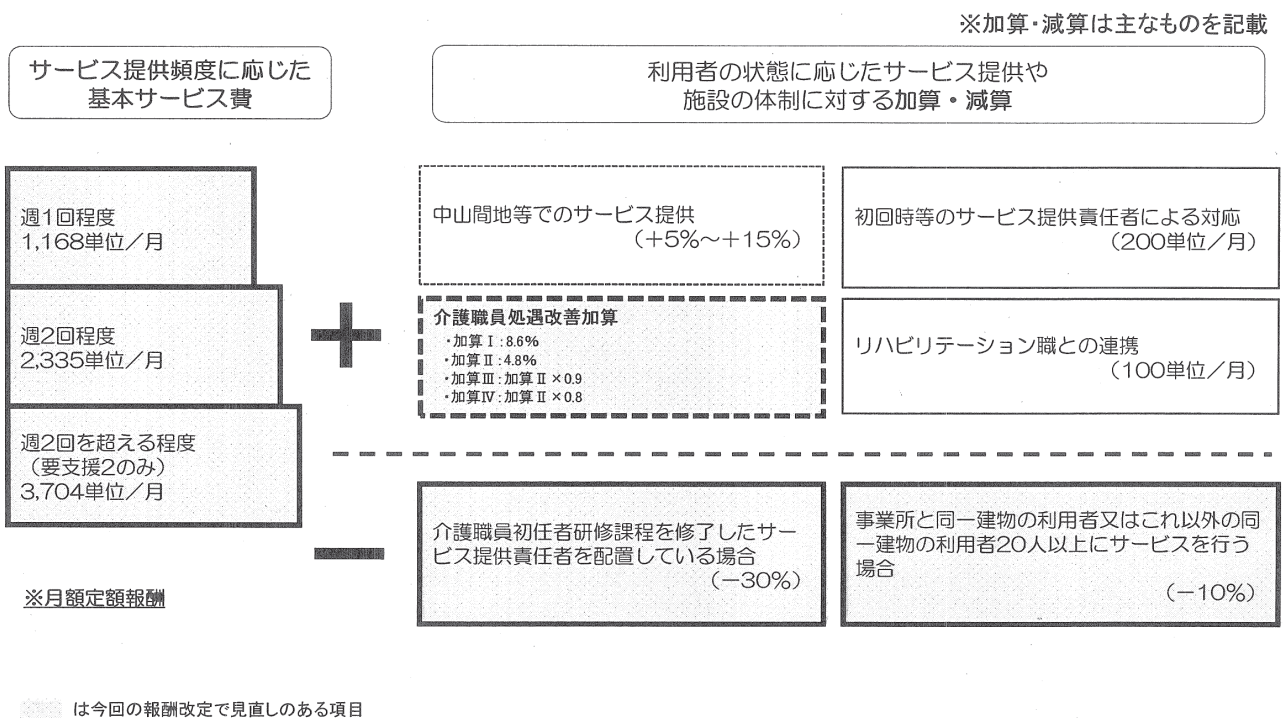 ※加算・減算は主なものを記載
サービス提供頻度に応じた
基本サービス費
利用者の状態に応じたサービス提供や
施設の体制に対する加算・減算
週1回程度
1,168単位／月
週2回程度
2,335単位／月
週2回を超える程度
（要支援2のみ）
3,704単位／月
※月額定額報酬
＋
中山間地等でのサービス提供
（＋5%～＋15%）
初回時等のサービス提供責任者による対応
（200単位／月）
介護職員処遇改善加算
・加算Ⅰ：8.6%
・加算Ⅱ：4.8%
・加算Ⅲ：加算Ⅱ×0.9
・加算Ⅳ：加算Ⅱ×0.8
リハビリテーション職との連携
（100単位／月）
－
介護職員初任者研修課程を修了したサー
ビス提供責任者を配置している場合
（－30%）
事業所と同一建物の利用者又はこれ以外の同
一建物の利用者20人以上にサービスを行う
場合
（－10%）
は今回の報酬改定で見直しのある項目